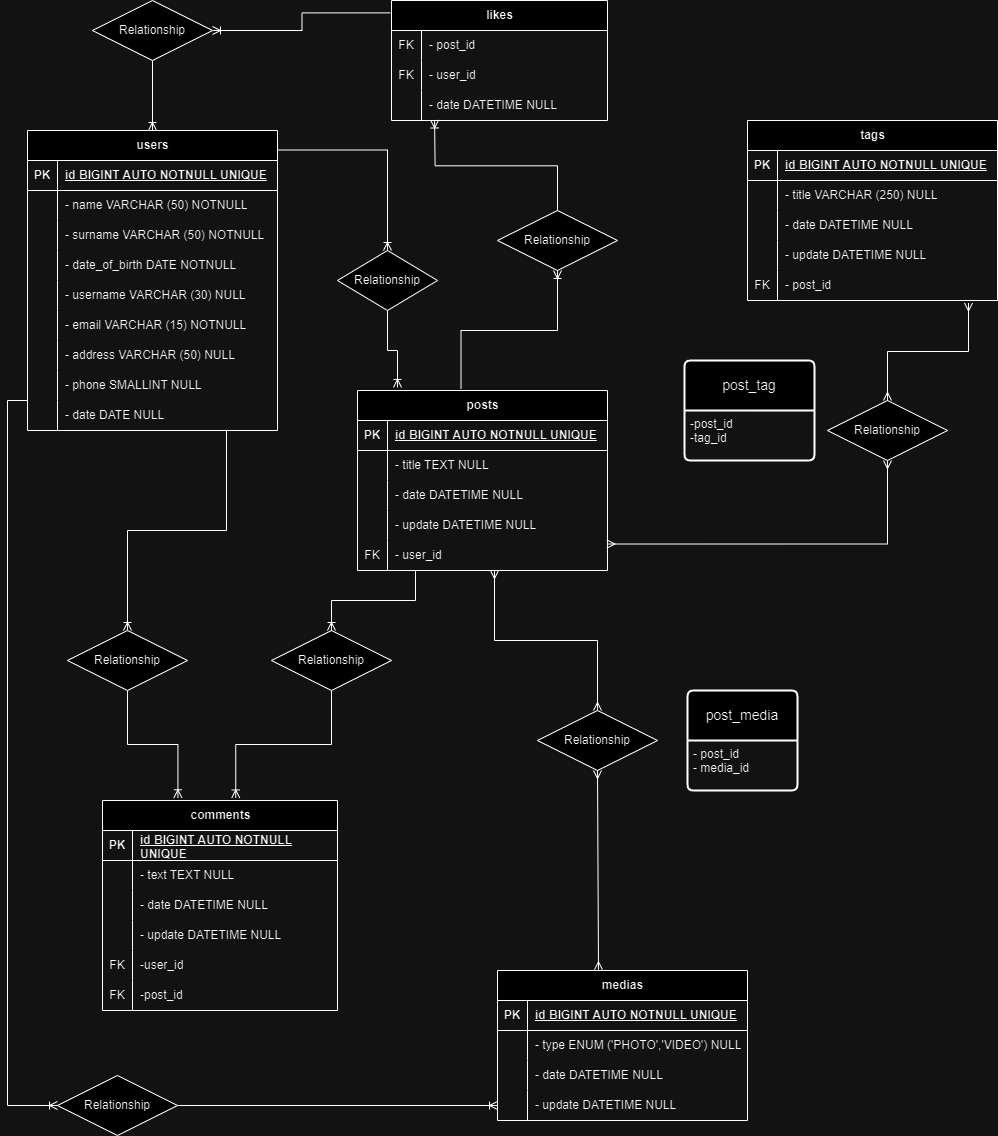 Relationship
likes
FK - post_id
FK - user_id
- date DATETIME NULL
users
PK id BIGINT AUTO NOTNULL UNIQUE
- name VARCHAR (50) NOTNULL
- surname VARCHAR (50) NOTNULL
- date_of_birth DATE NOTNULL
- username VARCHAR (30) NULL
- email VARCHAR (15) NOTNULL
- address VARCHAR (50) NULL
- phone SMALLINT NULL
- date DATE NULL
Relationship
Relationship
tags
PK id BIGINT AUTO NOTNULL UNIQUE
- title VARCHAR (250) NULL
- date DATETIME NULL
- update DATETIME NULL
FK - post_id
post_tag
-post_id
-tag_id
Relationship
posts
PK id BIGINT AUTO NOTNULL UNIQUE
- title TEXT NULL
- date DATETIME NULL
- update DATETIME NULL
FK - user_id
Relationship
Relationship
Relationship
post_media
- post_id
- media_id
comments
PK id BIGINT AUTO NOTNULL
UNIQUE
- text TEXT NULL
- date DATETIME NULL
- update DATETIME NULL
FK -user_id
FK -post_id
medias
PK id BIGINT AUTO NOTNULL UNIQUE
- type ENUM ('PHOTO','VIDEO') NULL
- date DATETIME NULL
- update DATETIME NULL
Relationship